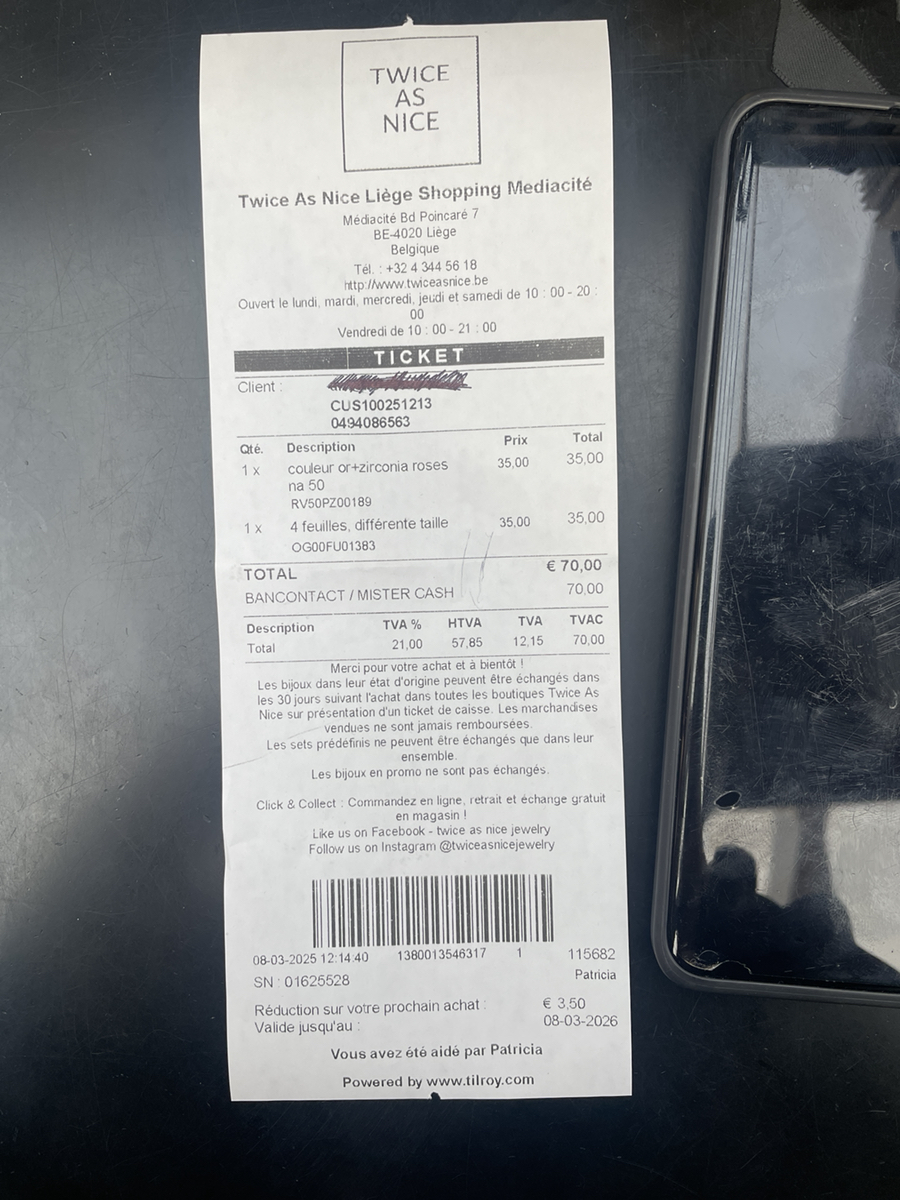 TWICE
AS
NICE
Twice As Nice Liège Shopping Mediacité
Médiacité Bd Poincaré 7
BE-4020 Liège
Belgique
Tél. : +32 4 344 56 18
http://www.twiceasnice.be
Ouvert le lundi, mardi, mercredi, jeudi et samedi de 10 : 00 - 20 :
00
Vendredi de 10 : 00 - 21 : 00
TICKET
Client :
CUS100251213
0494086563
Qté. Description Prix Total
1 x couleur or+zirconia roses 35,00 35,00
na 50
RV50PZ00189
1 x 4 feuilles, différente taille 35,00 35,00
OG00FU01383
TOTAL € 70,00
BANCONTACT / MISTER CASH 70,00
Description TVA % HTVA TVA TVAC
Total 21,00 57,85 12,15 70,00
Merci pour votre achat et à bientôt !
Les bijoux dans leur état d'origine peuvent être échangés dans
les 30 jours suivant l'achat dans toutes les boutiques Twice As
Nice sur présentation d'un ticket de caisse. Les marchandises
vendues ne sont jamais remboursées.
Les sets prédéfinis ne peuvent être échangés que dans leur
ensemble.
Les bijoux en promo ne sont pas échangés.
Click & Collect : Commandez en ligne, retrait et échange gratuit
en magasin !
Like us on Facebook - twice as nice jewelry
Follow us on Instagram @twiceasnicejewelry
08-03-2025 12:14:40 1380013546317 1 115682
SN : 01625528 Patricia
Réduction sur votre prochain achat : € 3,50
Valide jusqu'au : 08-03-2026
Vous avez été aidé par Patricia
Powered by www.tilroy.com